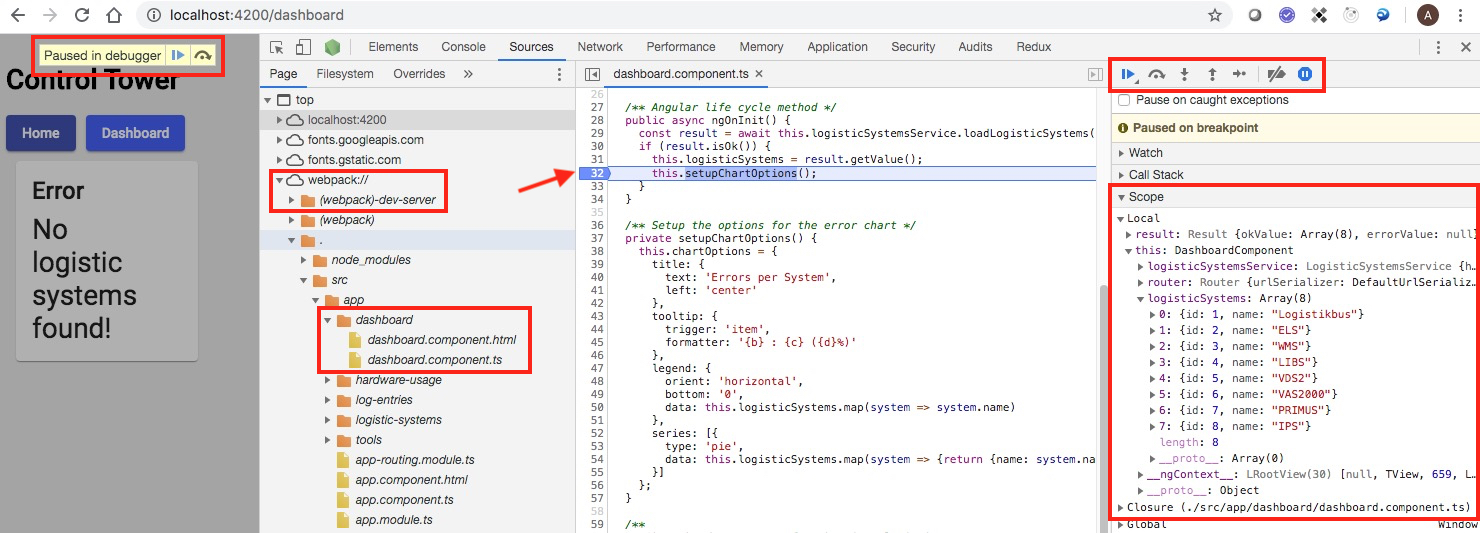 localhost:4200/dashboard
A
Paused in debugger
Control Tower
Home
Dashboard
Error
No
logistic
systems
found!
Elements Console Sources Network Performance Memory Application Security Audits Redux
Page Filesystem Overrides »
top
localhost:4200
fonts.googleapis.com
fonts.gstatic.com
webpack://
(webpack)-dev-server
(webpack)
.
node_modules
src
app
dashboard
dashboard.component.html
dashboard.component.ts
hardware-usage
log-entries
logistic-systems
tools
app-routing.module.ts
app.component.html
app.component.ts
app.module.ts
dashboard.component.ts ×
26
27 /** Angular life cycle method */
28 public async ngOnInit() {
29 const result = await this.logisticSystemsService.loadLogisticSystems(
30 if (result.isOk()) {
31 this.logisticSystems = result.getValue();
32 this.setupChartOptions();
33 }
34 }
35
36 /** Setup the options for the error chart */
37 private setupChartOptions() {
38 this.chartOptions = {
39 title: {
40 text: 'Errors per System',
41 left: 'center'
42 },
43 tooltip: {
44 trigger: 'item',
45 formatter: '{b} : {c} ({d}%)'
46 },
47 legend: {
48 orient: 'horizontal',
49 bottom: '0',
50 data: this.logisticSystems.map(system => system.name)
51 },
52 series: [{
53 type: 'pie',
54 data: this.logisticSystems.map(system => {return {name: system.na
55 }]
56 };
57 }
58
59 /**
Pause on caught exceptions
Paused on breakpoint
Watch
Call Stack
Scope
Local
result: Result {okValue: Array(8), errorValue: null}
this: DashboardComponent
logisticSystemsService: LogisticSystemsService {h…
router: Router {urlSerializer: DefaultUrlSerializ…
logisticSystems: Array(8)
0: {id: 1, name: "Logistikbus"}
1: {id: 2, name: "ELS"}
2: {id: 3, name: "WMS"}
3: {id: 4, name: "LIBS"}
4: {id: 5, name: "VDS2"}
5: {id: 6, name: "VAS2000"}
6: {id: 7, name: "PRIMUS"}
7: {id: 8, name: "IPS"}
length: 8
__proto__: Array(0)
__ngContext__: LRootView(30) [null, TView, 659, L…
__proto__: Object
Closure (./src/app/dashboard/dashboard.component.ts)
Global Window